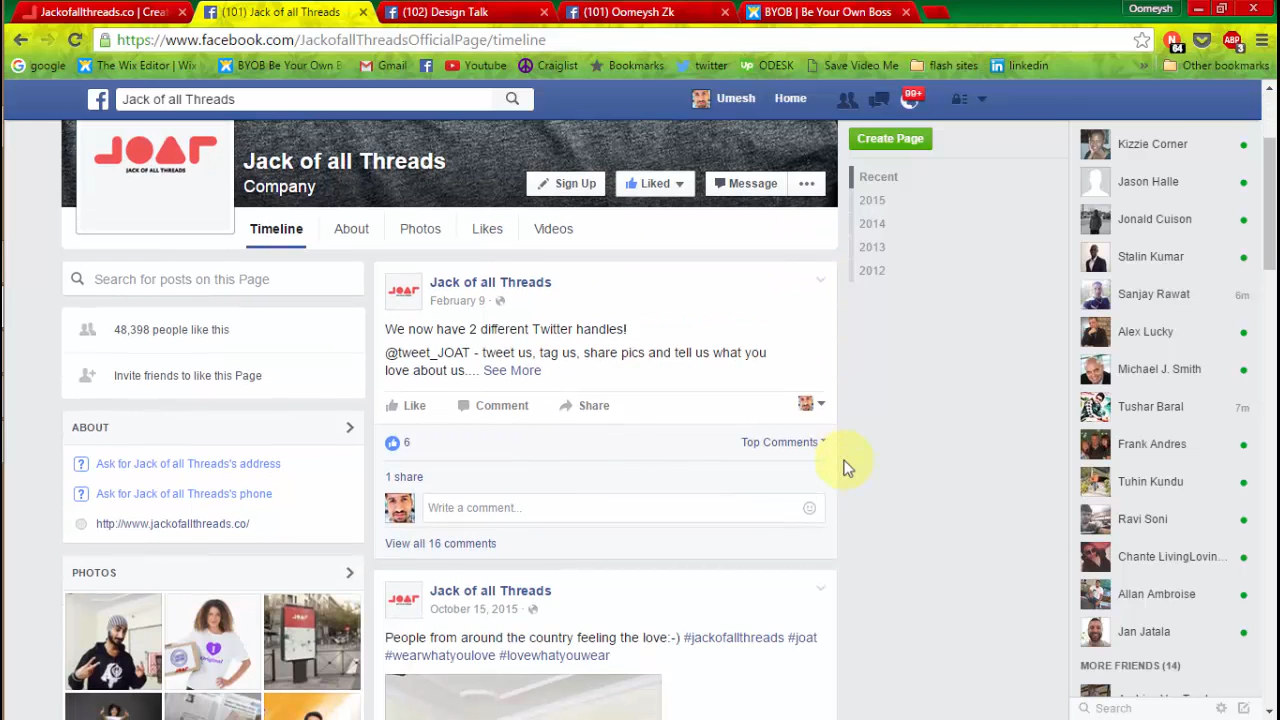 Jackofallthreads.co | Creat
(101) Jack of all Threads
(102) Design Talk
(101) Oomeysh Zk
BYOB | Be Your Own Boss
Oomeysh
https://www.facebook.com/JackofallThreadsOfficialPage/timeline
64
ABP
3
google
The Wix Editor | Wix
BYOB Be Your Own B
Gmail
Youtube
Craiglist
Bookmarks
twitter
Up ODESK
Save Video Me
flash sites
linkedin
Other bookmarks
Jack of all Threads
Umesh
Home
99+
JOAT
JACK OF ALL THREADS
Jack of all Threads
Company
Sign Up
Liked
Message
Create Page
Recent
2015
2014
2013
2012
Timeline
About
Photos
Likes
Videos
Search for posts on this Page
48,398 people like this
Invite friends to like this Page
ABOUT
Ask for Jack of all Threads's address
Ask for Jack of all Threads's phone
http://www.jackofallthreads.co/
PHOTOS
JOAT
Jack of all Threads
February 9 ·
We now have 2 different Twitter handles!
@tweet_JOAT - tweet us, tag us, share pics and tell us what you
love about us.... See More
Like
Comment
Share
6
Top Comments
1 share
Write a comment...
View all 16 comments
JOAT
Jack of all Threads
October 15, 2015 ·
People from around the country feeling the love:-) #jackofallthreads #joat
#wearwhatyoulove #lovewhatyouwear
Kizzie Corner
Jason Halle
Jonald Cuison
Stalin Kumar
Sanjay Rawat
6m
Alex Lucky
Michael J. Smith
Tushar Baral
7m
Frank Andres
Tuhin Kundu
Ravi Soni
Chante LivingLovin...
Allan Ambroise
Jan Jatala
MORE FRIENDS (14)
Search